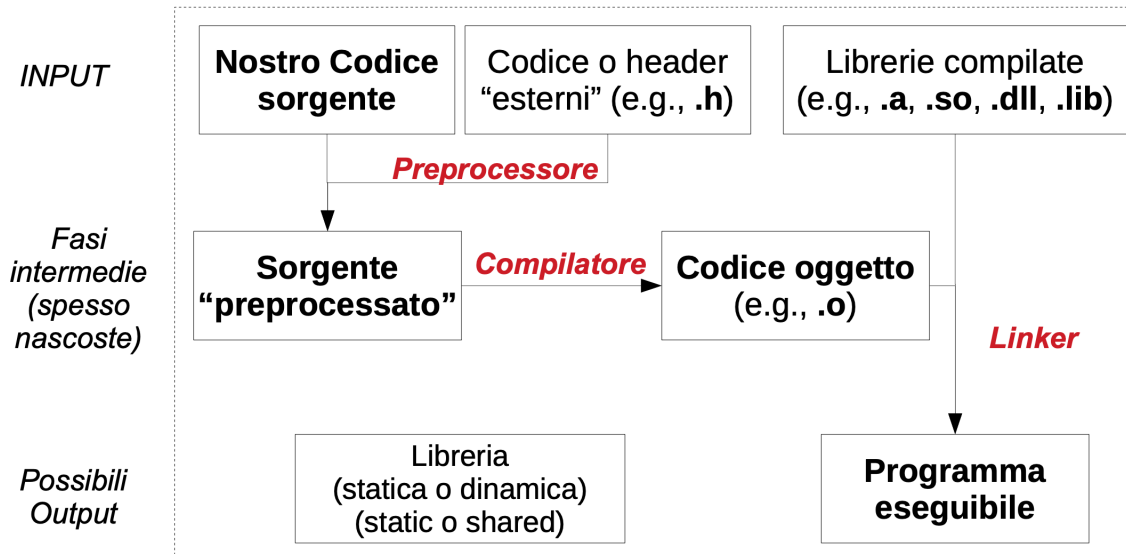 INPUT
Nostro Codice
sorgente
Codice o header
“esterni” (e.g., .h)
Librerie compilate
(e.g., .a, .so, .dll, .lib)
Preprocessore
Fasi
intermedie
(spesso
nascoste)
Sorgente
“preprocessato”
Compilatore
Codice oggetto
(e.g., .o)
Linker
Possibili
Output
Libreria
(statica o dinamica)
(static o shared)
Programma
eseguibile